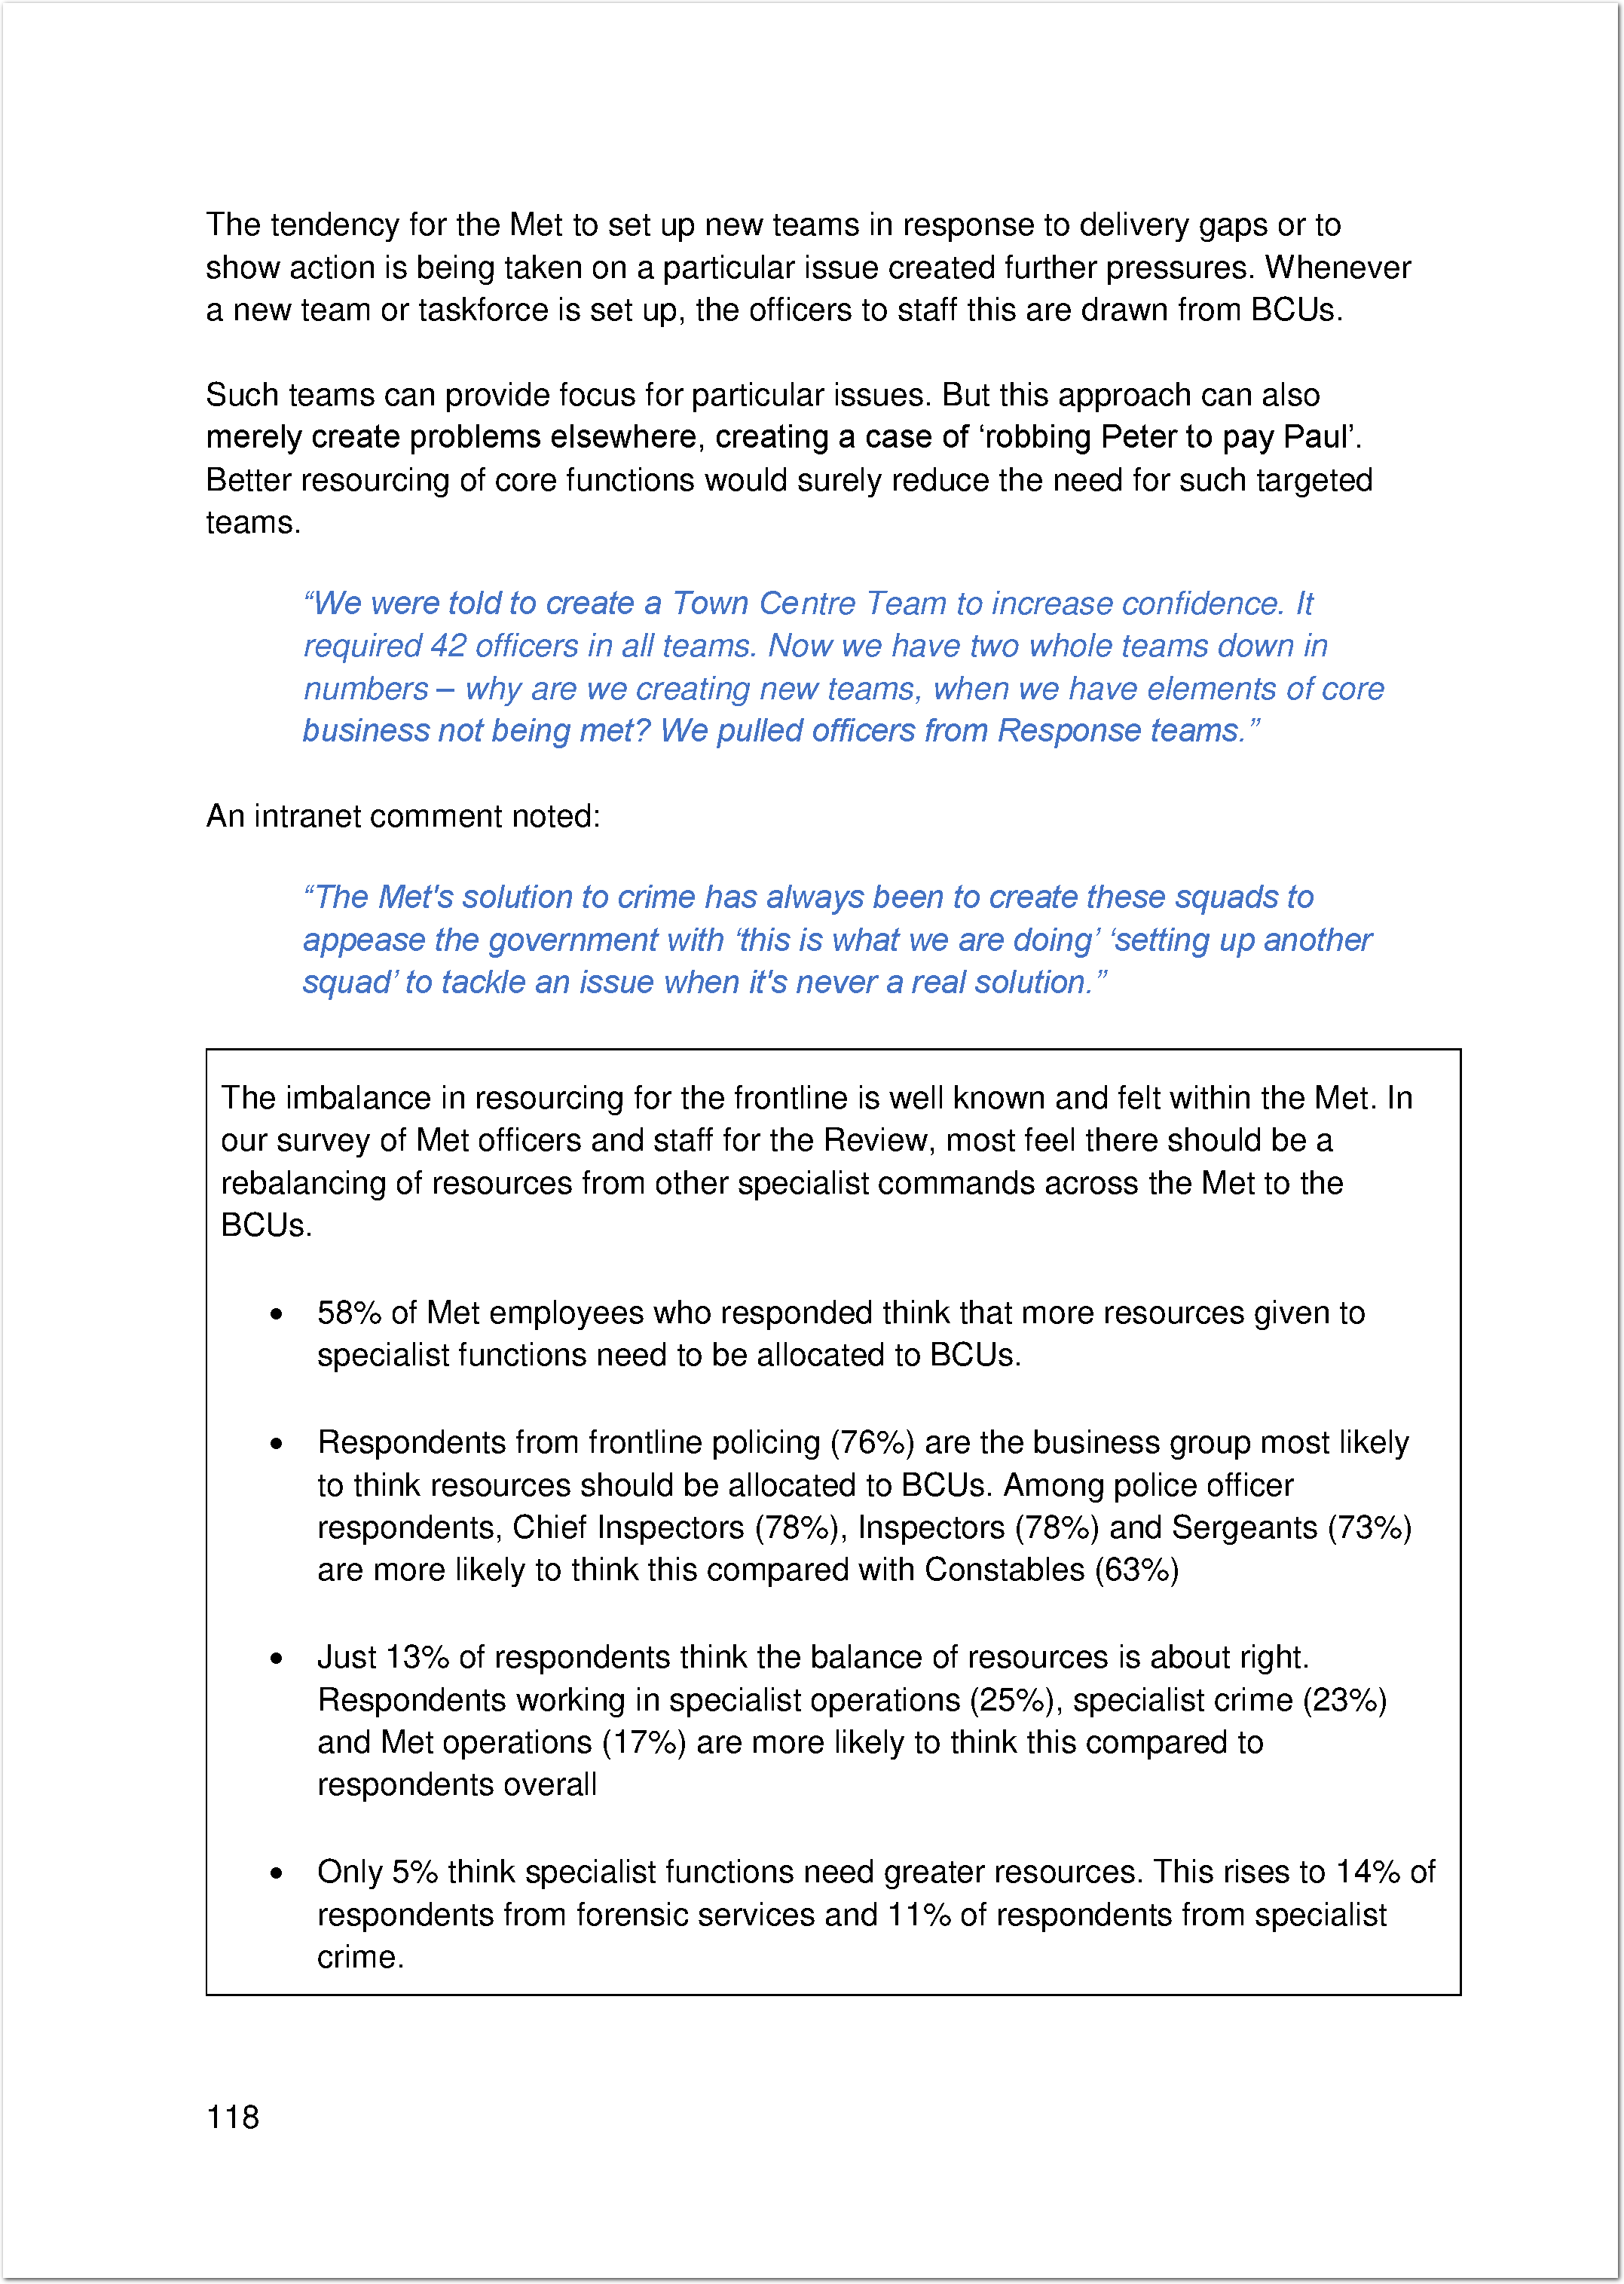 The tendency for the Met to set up new teams in response to delivery gaps or to
show action is being taken on a particular issue created further pressures. Whenever
a new team or taskforce is set up, the officers to staff this are drawn from BCUs.
Such teams can provide focus for particular issues. But this approach can also
merely create problems elsewhere, creating a case of ‘robbing Peter to pay Paul’.
Better resourcing of core functions would surely reduce the need for such targeted
teams.
“We were told to create a Town Centre Team to increase confidence. It
required 42 officers in all teams. Now we have two whole teams down in
numbers – why are we creating new teams, when we have elements of core
business not being met? We pulled officers from Response teams.”
An intranet comment noted:
“The Met's solution to crime has always been to create these squads to
appease the government with ‘this is what we are doing’ ‘setting up another
squad’ to tackle an issue when it's never a real solution.”
The imbalance in resourcing for the frontline is well known and felt within the Met. In
our survey of Met officers and staff for the Review, most feel there should be a
rebalancing of resources from other specialist commands across the Met to the
BCUs.
• 58% of Met employees who responded think that more resources given to
specialist functions need to be allocated to BCUs.
• Respondents from frontline policing (76%) are the business group most likely
to think resources should be allocated to BCUs. Among police officer
respondents, Chief Inspectors (78%), Inspectors (78%) and Sergeants (73%)
are more likely to think this compared with Constables (63%)
• Just 13% of respondents think the balance of resources is about right.
Respondents working in specialist operations (25%), specialist crime (23%)
and Met operations (17%) are more likely to think this compared to
respondents overall
• Only 5% think specialist functions need greater resources. This rises to 14% of
respondents from forensic services and 11% of respondents from specialist
crime.
118